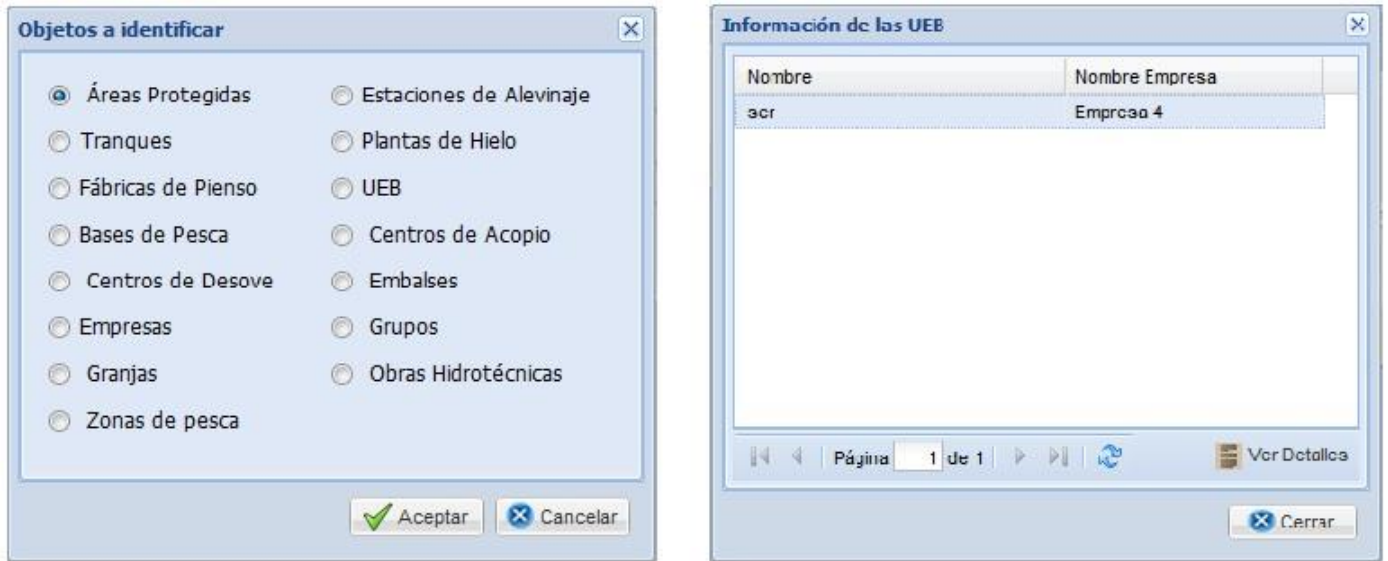 Objetos a identificar
Áreas Protegidas
Estaciones de Alevinaje
Tranques
Plantas de Hielo
Fábricas de Pienso
UEB
Bases de Pesca
Centros de Acopio
Centros de Desove
Embalses
Empresas
Grupos
Granjas
Obras Hidrotécnicas
Zonas de pesca
Aceptar
Cancelar
Información de las UEB
Nombre
Nombre Empresa
Empresa 4
Página 1 de 1
Ver Detalles
Cerrar